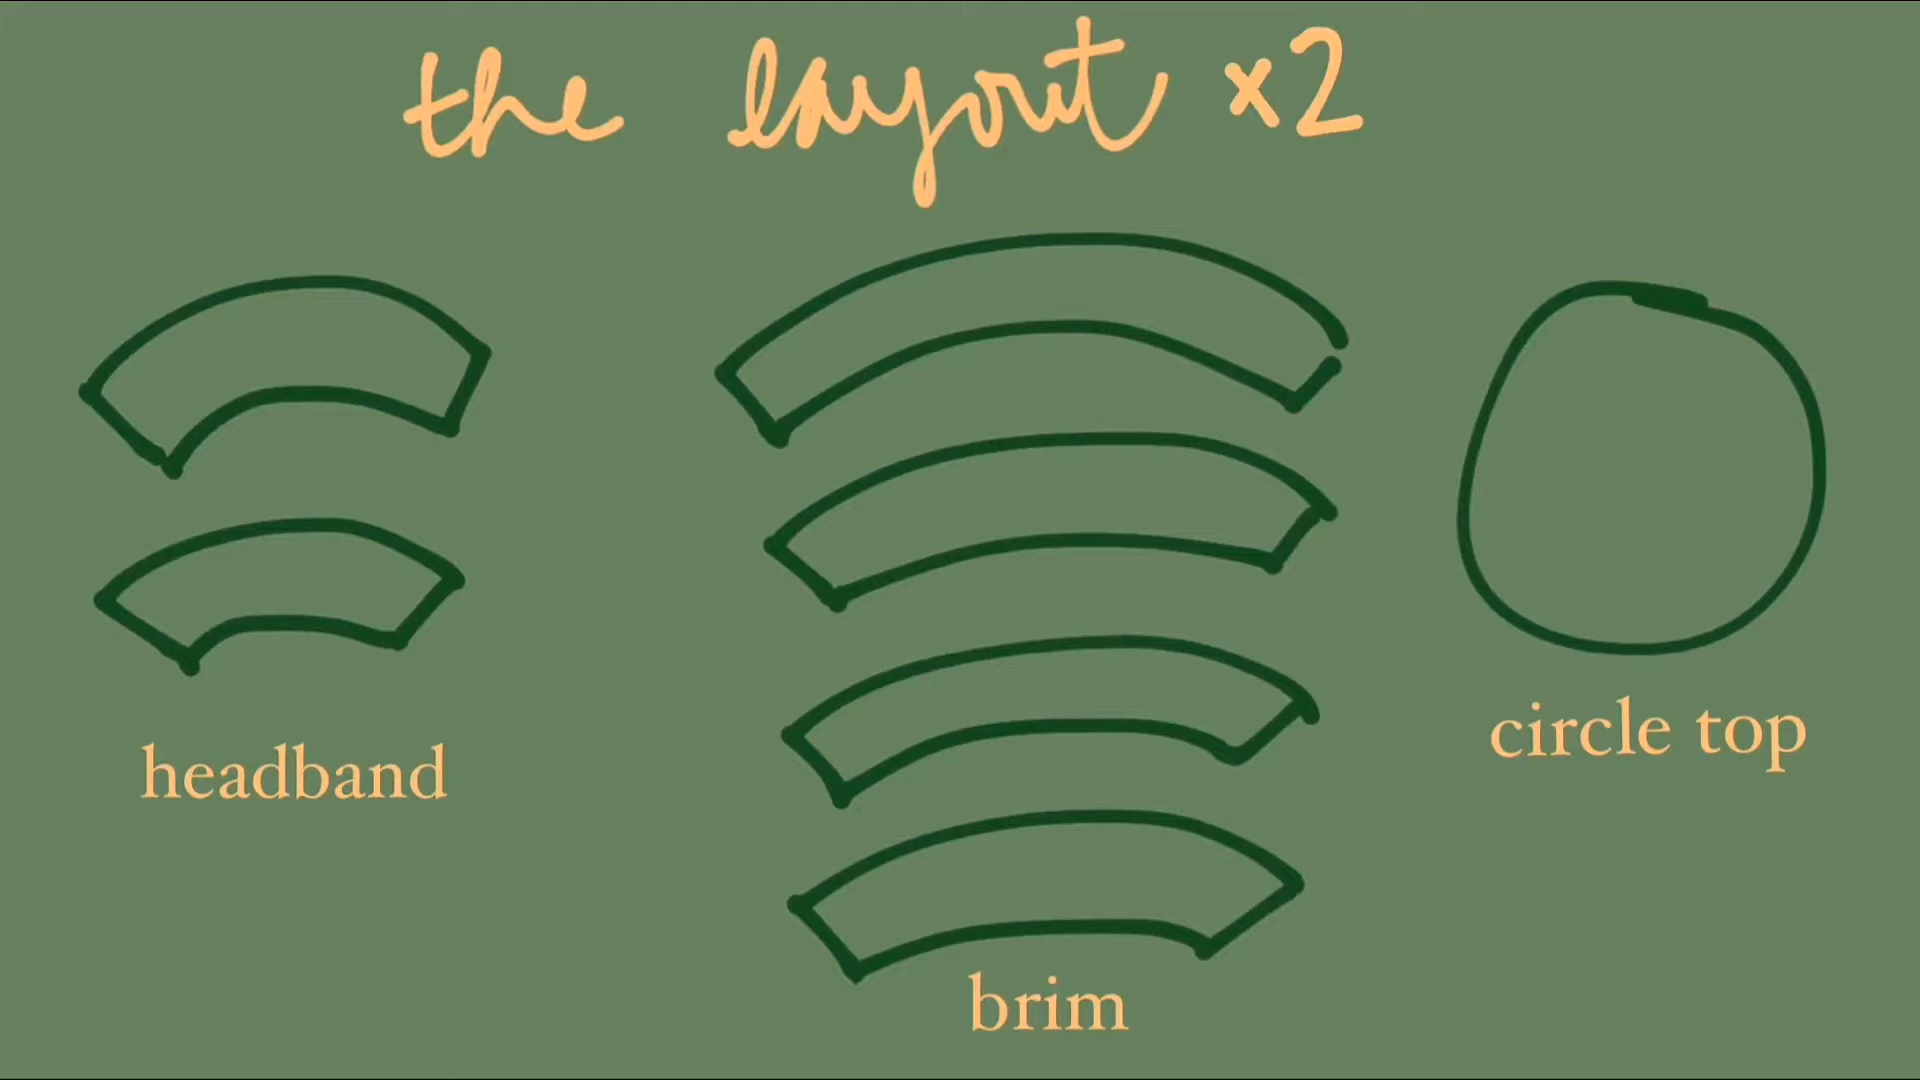 the layout x2
headband
circle top
brim